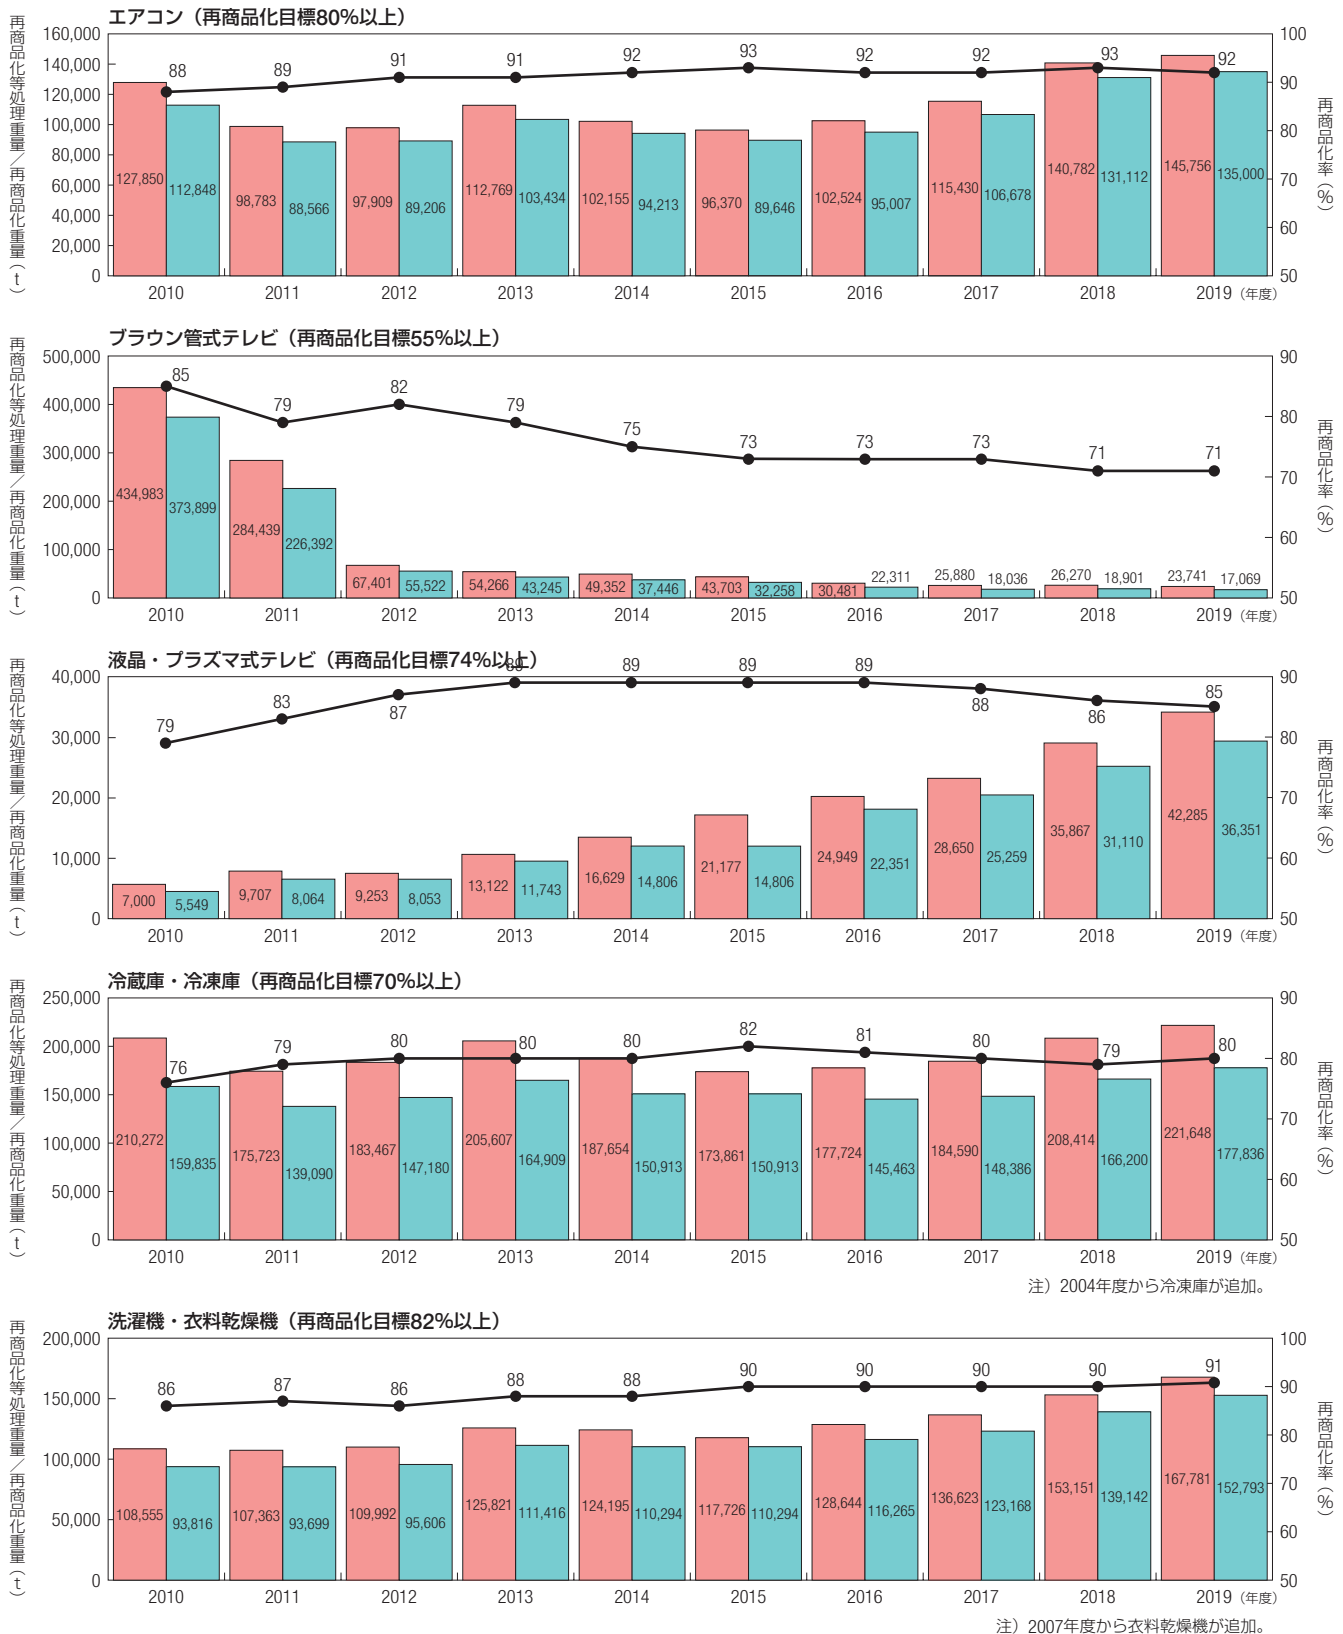 エアコン（再商品化目標80%以上）
再商品化等処理重量／再商品化重量（t）
160,000
140,000
120,000
100,000
80,000
60,000
40,000
20,000
0
88 89 91 91 92 93 92 92 93 92
127,850 112,848 98,783 88,566 97,909 89,206 112,769 103,434 102,155 94,213 96,370 89,646 102,524 95,007 115,430 106,678 140,782 131,112 145,756 135,000
100
90
80
70
60
50
再商品化率（%）
2010 2011 2012 2013 2014 2015 2016 2017 2018 2019（年度）
ブラウン管式テレビ（再商品化目標55%以上）
再商品化等処理重量／再商品化重量（t）
500,000
400,000
300,000
200,000
100,000
0
85 79 82 79 75 73 73 73 71 71
434,983 373,899 284,439 226,392 67,401 55,522 54,266 43,245 49,352 37,446 43,703 32,258 30,481 22,311 25,880 18,036 26,270 18,901 23,741 17,069
90
80
70
60
50
再商品化率（%）
2010 2011 2012 2013 2014 2015 2016 2017 2018 2019（年度）
液晶・プラズマ式テレビ（再商品化目標74%以上）
再商品化等処理重量／再商品化重量（t）
40,000
30,000
20,000
10,000
0
79 83 87 89 89 89 89 88 86 85
7,000 5,549 9,707 8,064 9,253 8,053 13,122 11,743 16,629 14,806 21,177 14,806 24,949 22,351 28,650 25,259 35,867 31,110 42,285 36,351
90
80
70
60
50
再商品化率（%）
2010 2011 2012 2013 2014 2015 2016 2017 2018 2019（年度）
冷蔵庫・冷凍庫（再商品化目標70%以上）
再商品化等処理重量／再商品化重量（t）
250,000
200,000
150,000
100,000
50,000
0
76 79 80 80 80 82 81 80 79 80
210,272 159,835 175,723 139,090 183,467 147,180 205,607 164,909 187,654 150,913 173,861 150,913 177,724 145,463 184,590 148,386 208,414 166,200 221,648 177,836
90
80
70
60
50
再商品化率（%）
2010 2011 2012 2013 2014 2015 2016 2017 2018 2019（年度）
注）2004年度から冷凍庫が追加。
洗濯機・衣料乾燥機（再商品化目標82%以上）
再商品化等処理重量／再商品化重量（t）
200,000
150,000
100,000
50,000
0
86 87 86 88 88 90 90 90 90 91
108,555 93,816 107,363 93,699 109,992 95,606 125,821 111,416 124,195 110,294 117,726 110,294 128,644 116,265 136,623 123,168 153,151 139,142 167,781 152,793
100
90
80
70
60
50
再商品化率（%）
2010 2011 2012 2013 2014 2015 2016 2017 2018 2019（年度）
注）2007年度から衣料乾燥機が追加。